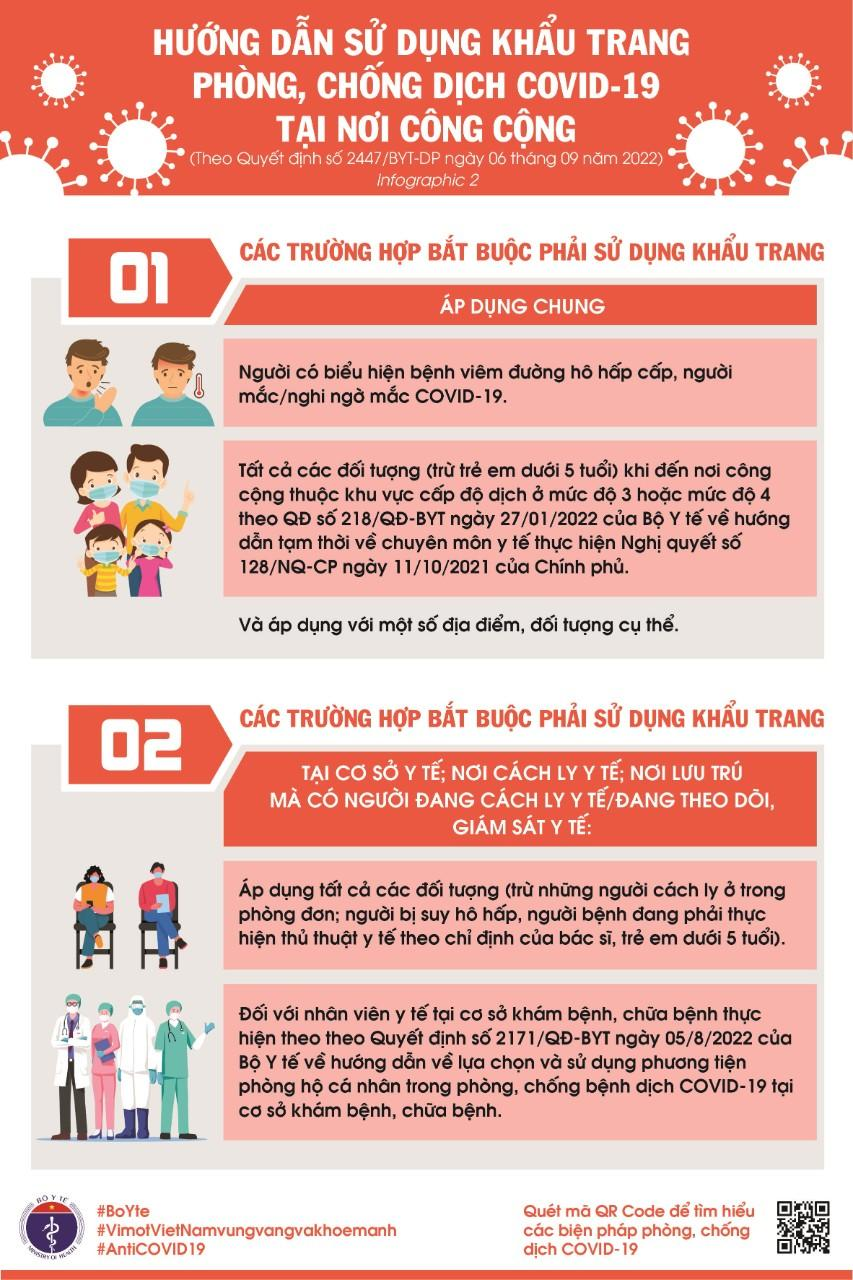 HƯỚNG DẪN SỬ DỤNG KHẨU TRANG
PHÒNG, CHỐNG DỊCH COVID-19
TẠI NƠI CÔNG CỘNG
(Theo Quyết định số 2447/BYT-DP ngày 06 tháng 09 năm 2022)
Infographic 2
01
CÁC TRƯỜNG HỢP BẮT BUỘC PHẢI SỬ DỤNG KHẨU TRANG
ÁP DỤNG CHUNG
Người có biểu hiện bệnh viêm đường hô hấp cấp, người
mắc/nghi ngờ mắc COVID-19.
Tất cả các đối tượng (trừ trẻ em dưới 5 tuổi) khi đến nơi công
cộng thuộc khu vực cấp độ dịch ở mức độ 3 hoặc mức độ 4
theo QĐ số 218/QĐ-BYT ngày 27/01/2022 của Bộ Y tế về hướng
dẫn tạm thời về chuyên môn y tế thực hiện Nghị quyết số
128/NQ-CP ngày 11/10/2021 của Chính phủ.
Và áp dụng với một số địa điểm, đối tượng cụ thể.
02
CÁC TRƯỜNG HỢP BẮT BUỘC PHẢI SỬ DỤNG KHẨU TRANG
TẠI CƠ SỞ Y TẾ; NƠI CÁCH LY Y TẾ; NƠI LƯU TRÚ
MÀ CÓ NGƯỜI ĐANG CÁCH LY Y TẾ/ĐANG THEO DÕI,
GIÁM SÁT Y TẾ:
Áp dụng tất cả các đối tượng (trừ những người cách ly ở trong
phòng đơn; người bị suy hô hấp, người bệnh đang phải thực
hiện thủ thuật y tế theo chỉ định của bác sĩ, trẻ em dưới 5 tuổi).
Đối với nhân viên y tế tại cơ sở khám bệnh, chữa bệnh thực
hiện theo theo Quyết định số 2171/QĐ-BYT ngày 05/8/2022 của
Bộ Y tế về hướng dẫn về lựa chọn và sử dụng phương tiện
phòng hộ cá nhân trong phòng, chống bệnh dịch COVID-19 tại
cơ sở khám bệnh, chữa bệnh.
BỘ Y TẾ
MINISTRY OF HEALTH
#BoYte
#VimotVietNamvungvangvakhoemanh
#AntiCOVID19
Quét mã QR Code để tìm hiểu
các biện pháp phòng, chống
dịch COVID-19